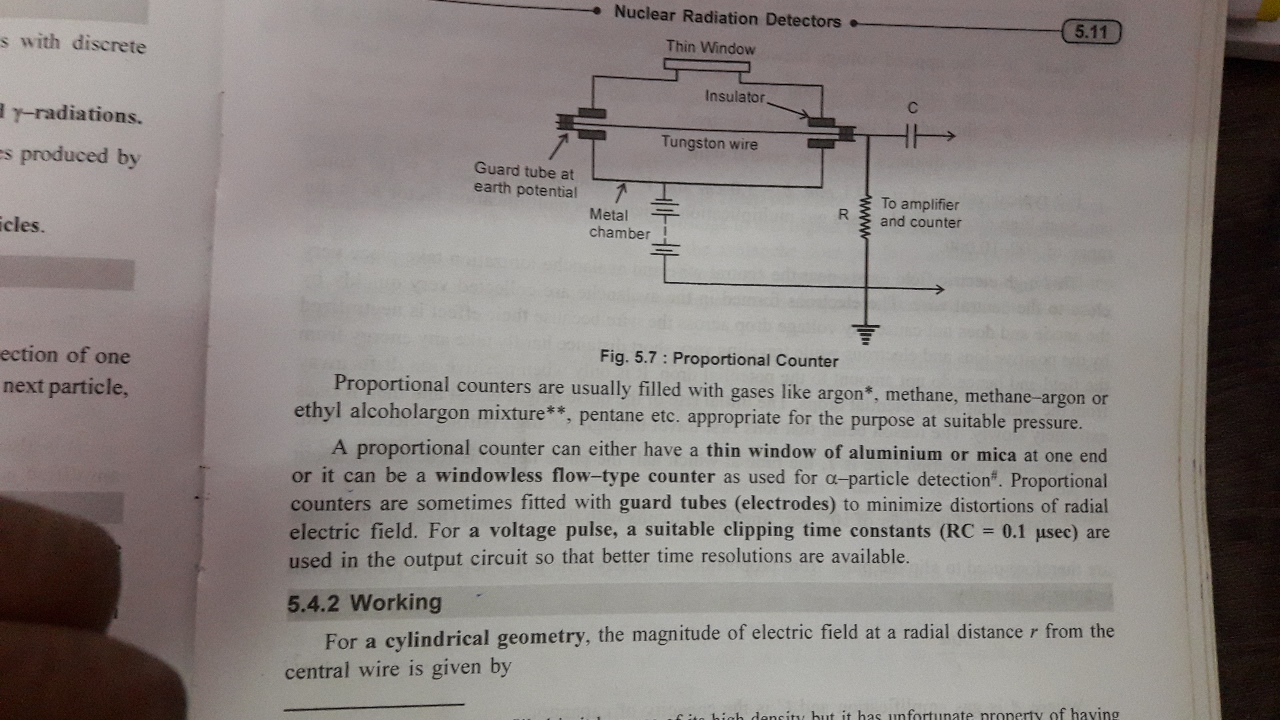 s with discrete
γ–radiations.
es produced by
icles.
ection of one
next particle,
• Nuclear Radiation Detectors •
5.11
Thin Window
Insulator
C
Tungston wire
Guard tube at
earth potential
Metal
chamber
R
To amplifier
and counter
Fig. 5.7 : Proportional Counter
Proportional counters are usually filled with gases like argon*, methane, methane–argon or
ethyl alcoholargon mixture**, pentane etc. appropriate for the purpose at suitable pressure.
A proportional counter can either have a thin window of aluminium or mica at one end
or it can be a windowless flow–type counter as used for α–particle detection#. Proportional
counters are sometimes fitted with guard tubes (electrodes) to minimize distortions of radial
electric field. For a voltage pulse, a suitable clipping time constants (RC = 0.1 μsec) are
used in the output circuit so that better time resolutions are available.
5.4.2 Working
For a cylindrical geometry, the magnitude of electric field at a radial distance r from the
central wire is given by
of its high density but it has unfortunate property of having